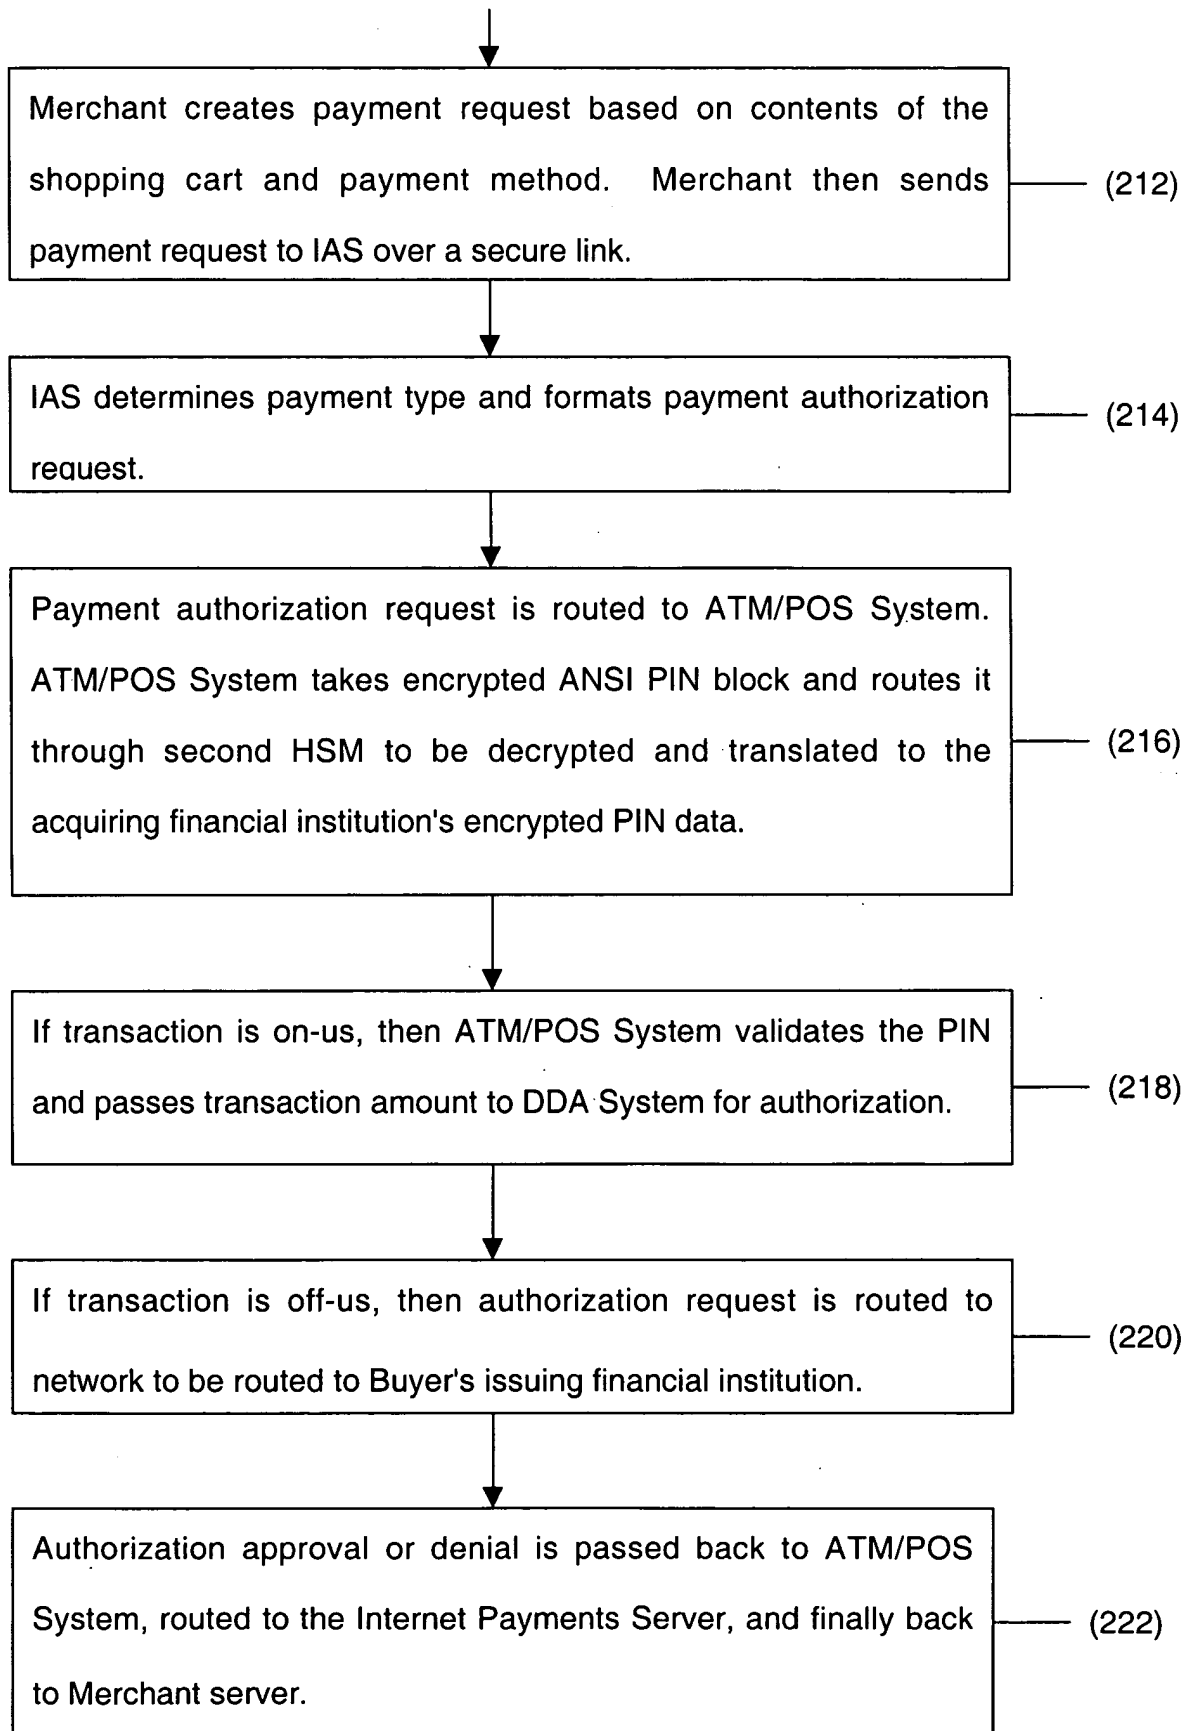 Merchant creates payment request based on contents of the
shopping cart and payment method. Merchant then sends
payment request to IAS over a secure link.
(212)
IAS determines payment type and formats payment authorization
request.
(214)
Payment authorization request is routed to ATM/POS System.
ATM/POS System takes encrypted ANSI PIN block and routes it
through second HSM to be decrypted and translated to the
acquiring financial institution's encrypted PIN data.
(216)
If transaction is on-us, then ATM/POS System validates the PIN
and passes transaction amount to DDA System for authorization.
(218)
If transaction is off-us, then authorization request is routed to
network to be routed to Buyer's issuing financial institution.
(220)
Authorization approval or denial is passed back to ATM/POS
System, routed to the Internet Payments Server, and finally back
to Merchant server.
(222)